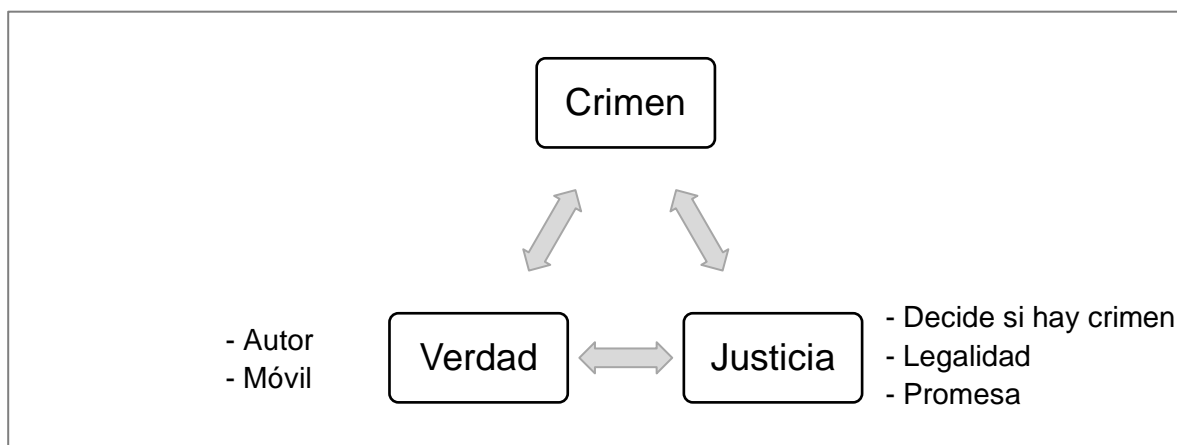 Crimen
- Autor
- Móvil
Verdad
Justicia
- Decide si hay crimen
- Legalidad
- Promesa